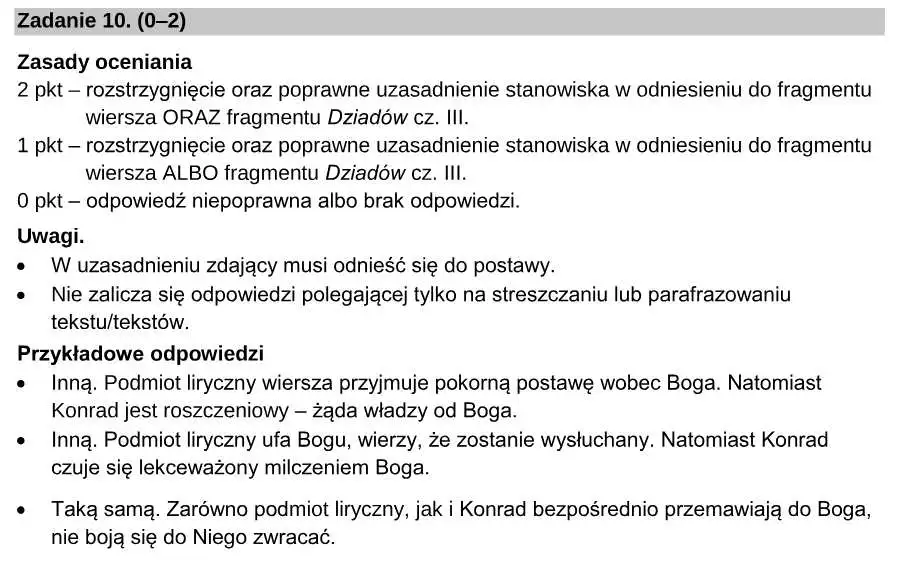 Zadanie 10. (0–2)
Zasady oceniania
2 pkt – rozstrzygnięcie oraz poprawne uzasadnienie stanowiska w odniesieniu do fragmentu
wiersza ORAZ fragmentu Dziadów cz. III.
1 pkt – rozstrzygnięcie oraz poprawne uzasadnienie stanowiska w odniesieniu do fragmentu
wiersza ALBO fragmentu Dziadów cz. III.
0 pkt – odpowiedź niepoprawna albo brak odpowiedzi.
Uwagi.
• W uzasadnieniu zdający musi odnieść się do postawy.
• Nie zalicza się odpowiedzi polegającej tylko na streszczaniu lub parafrazowaniu
tekstu/tekstów.
Przykładowe odpowiedzi
• Inną. Podmiot liryczny wiersza przyjmuje pokorną postawę wobec Boga. Natomiast
Konrad jest roszczeniowy – żąda władzy od Boga.
• Inną. Podmiot liryczny ufa Bogu, wierzy, że zostanie wysłuchany. Natomiast Konrad
czuje się lekceważony milczeniem Boga.
• Taką samą. Zarówno podmiot liryczny, jak i Konrad bezpośrednio przemawiają do Boga,
nie boją się do Niego zwracać.